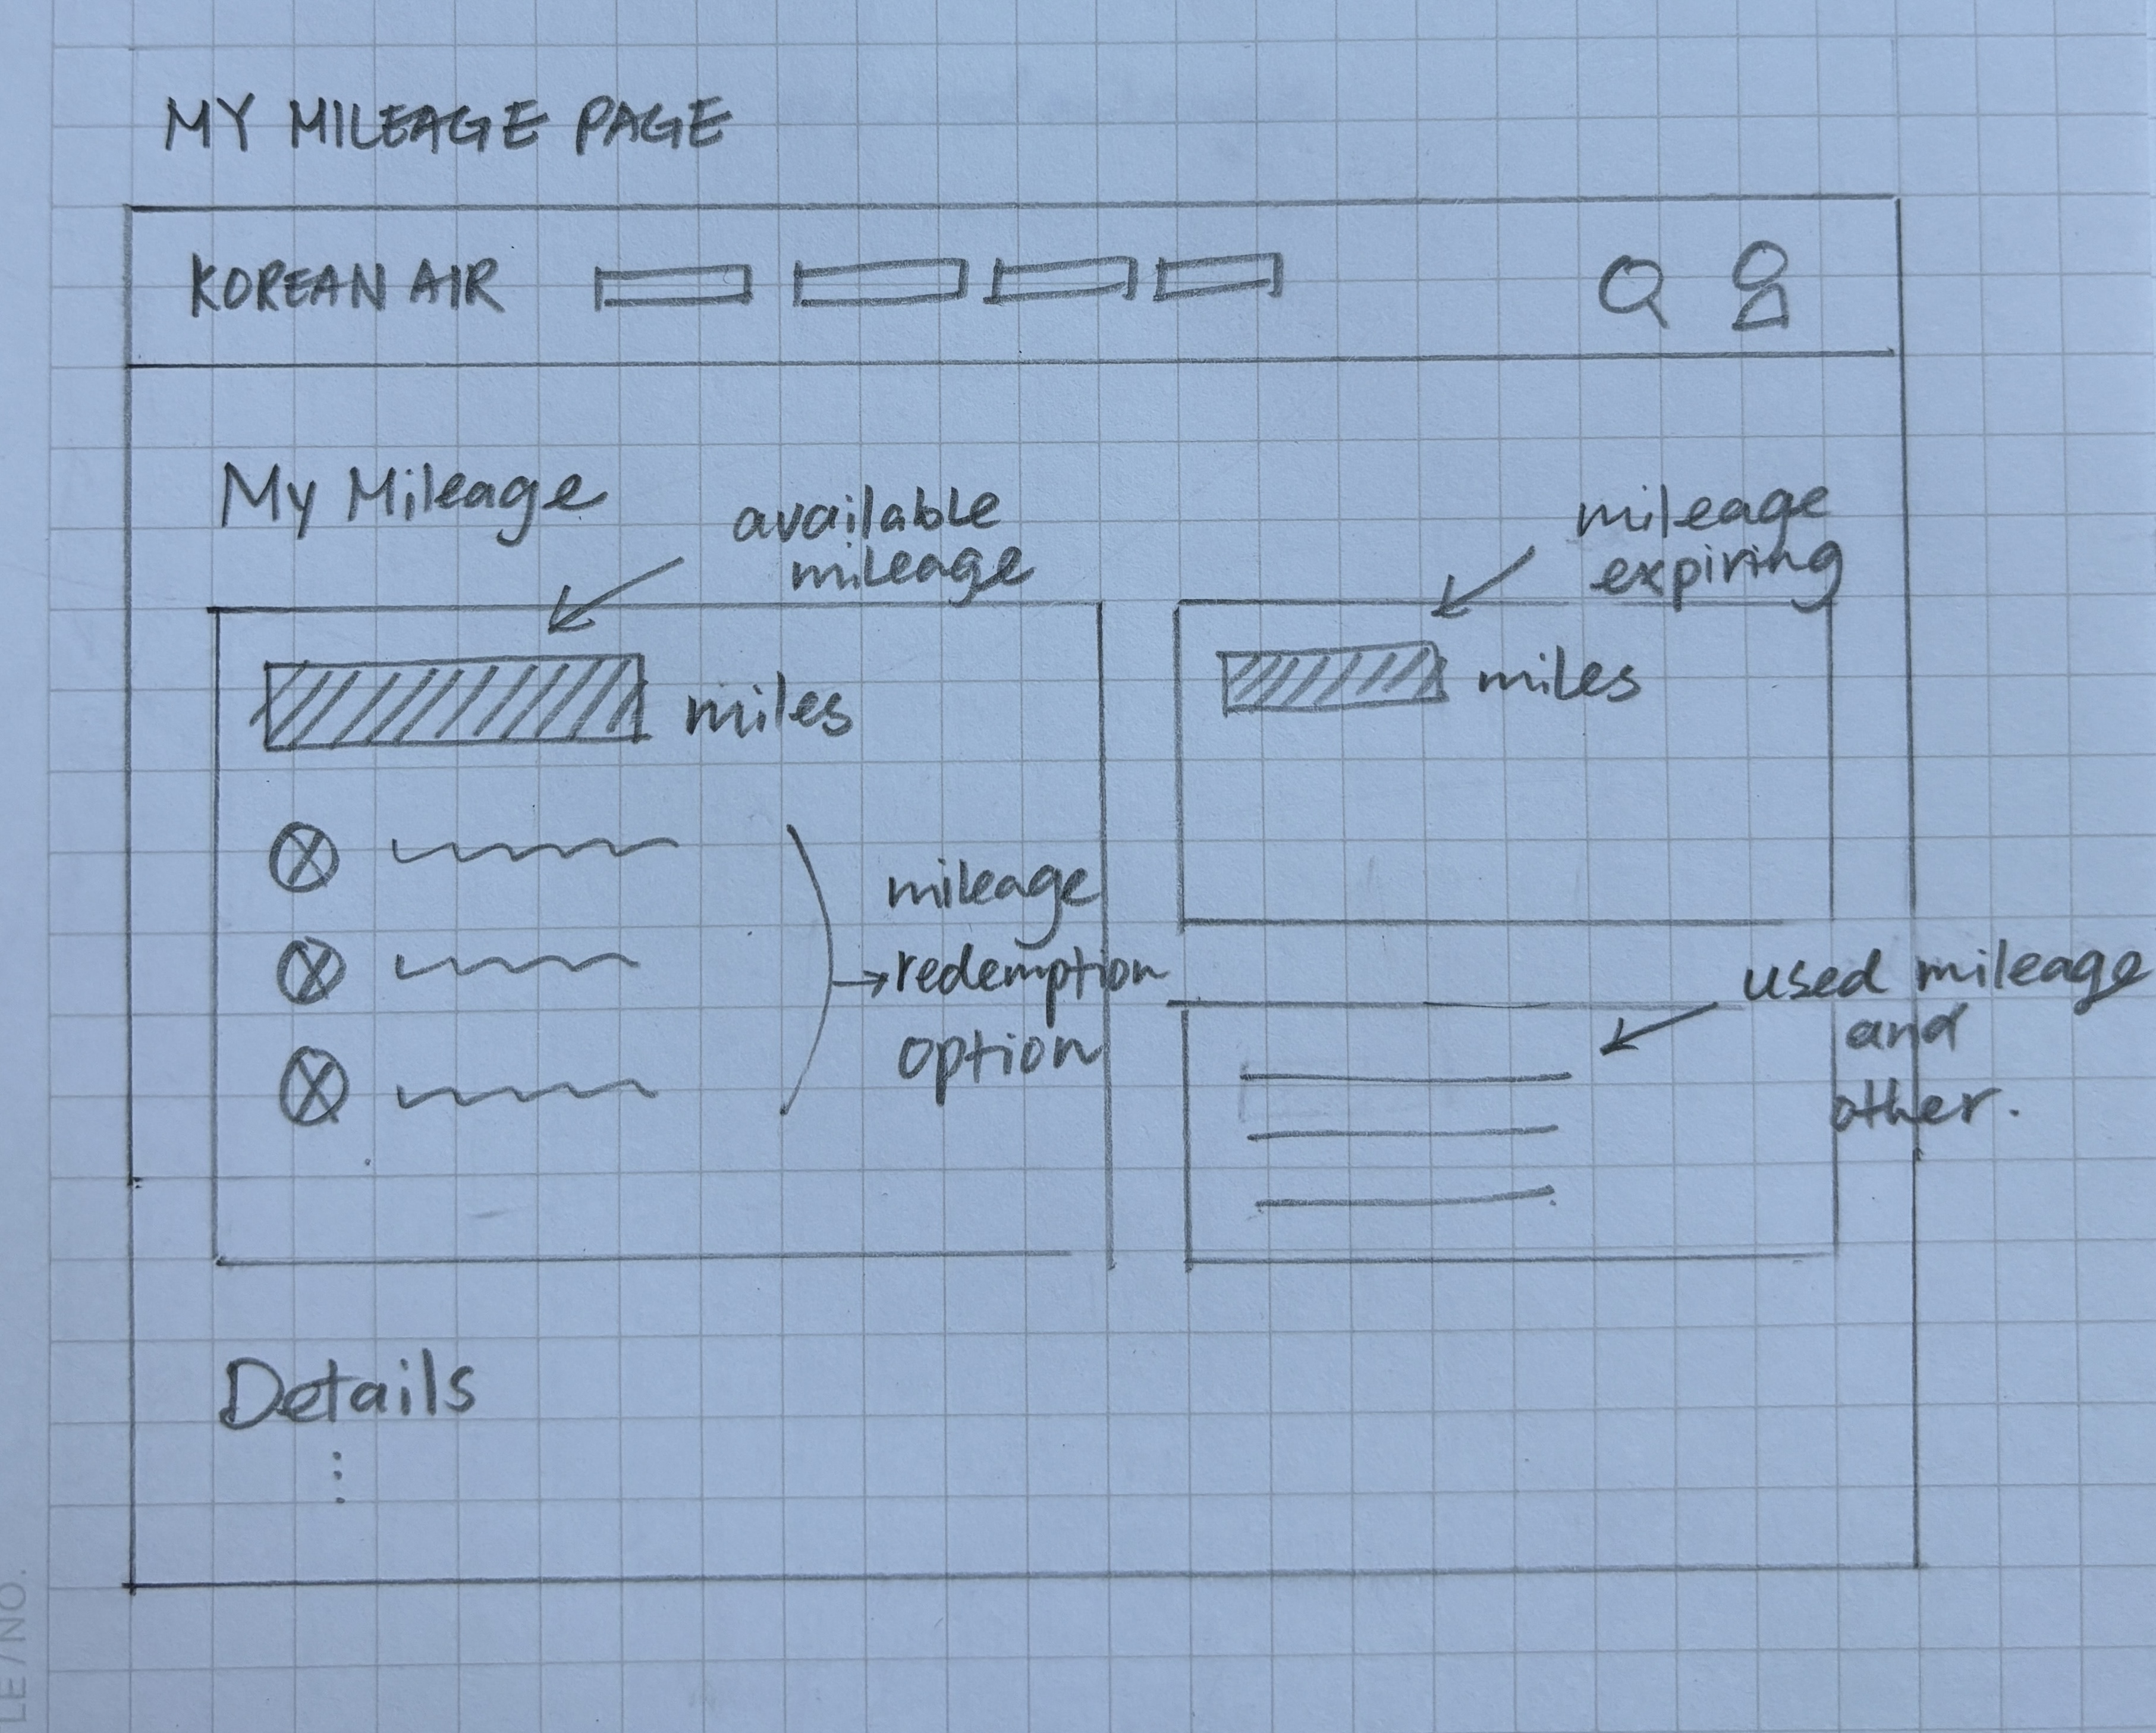 MY MILEAGE PAGE
KOREAN AIR
My Mileage
available
mileage
mileage
expiring
miles
miles
mileage
redemption
option
used mileage
and
other.
Details
LE / NO.